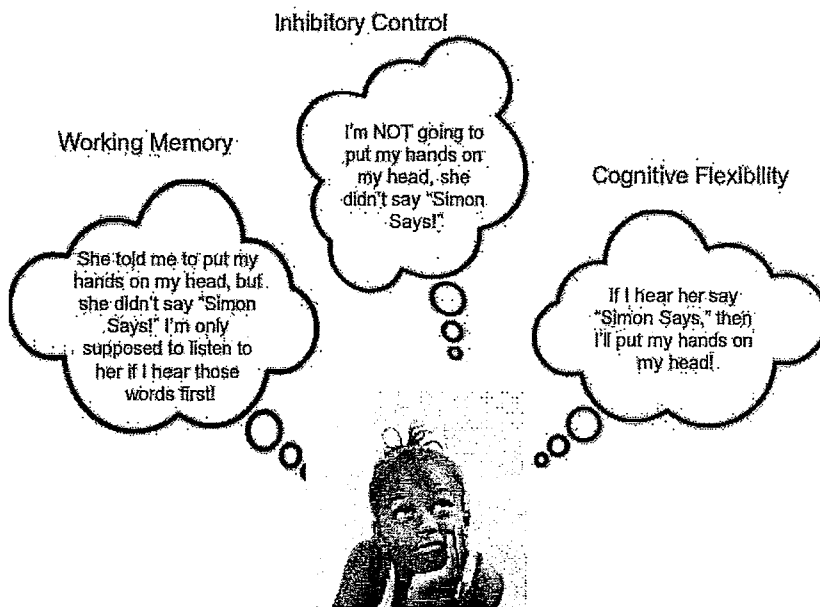 Inhibitory Control
I'm NOT going to
put my hands on
my head, she
didn't say "Simon
Says!"
Working Memory
She told me to put my
hands on my head, but
she didn't say "Simon
Says!" I'm only
supposed to listen to
her if I hear those
words first!
Cognitive Flexibility
If I hear her say
"Simon Says," then
I'll put my hands on
my head!